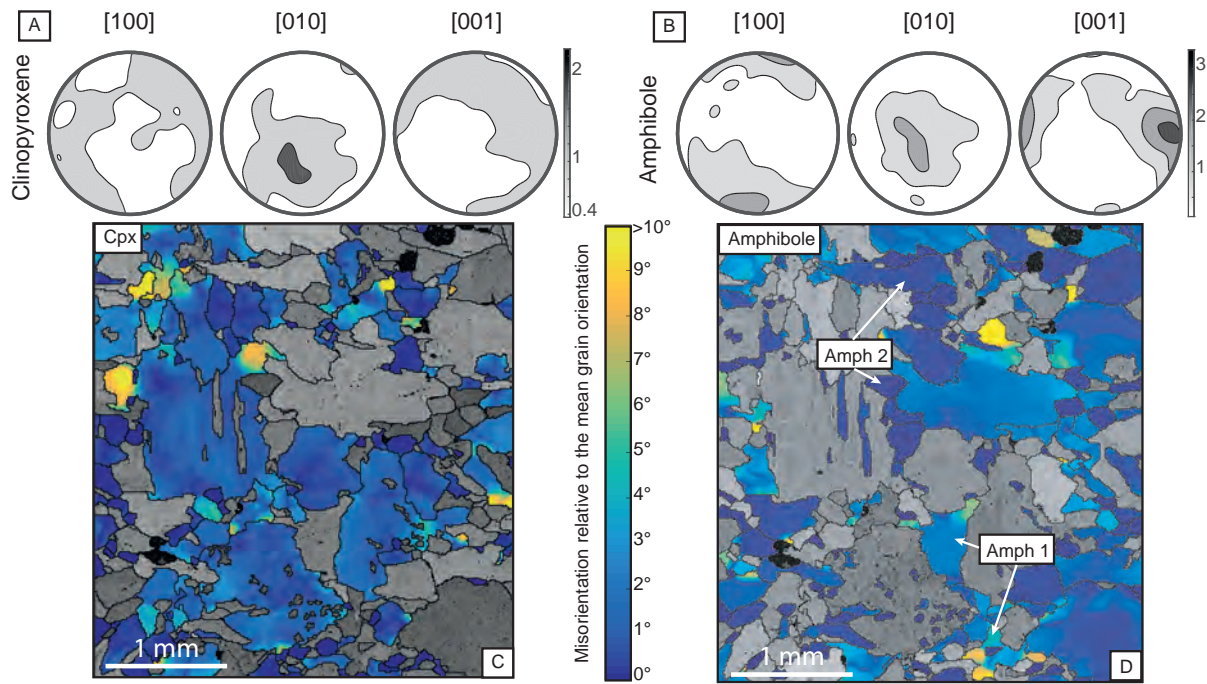 A
[100]
[010]
[001]
Clinopyroxene
2
1
0.4
B
[100]
[010]
[001]
Amphibole
3
2
1
Cpx
1 mm
C
Misorientation relative to the mean grain orientation
>10°
9°
8°
7°
6°
5°
4°
3°
2°
1°
0°
Amphibole
Amph 2
Amph 1
1 mm
D